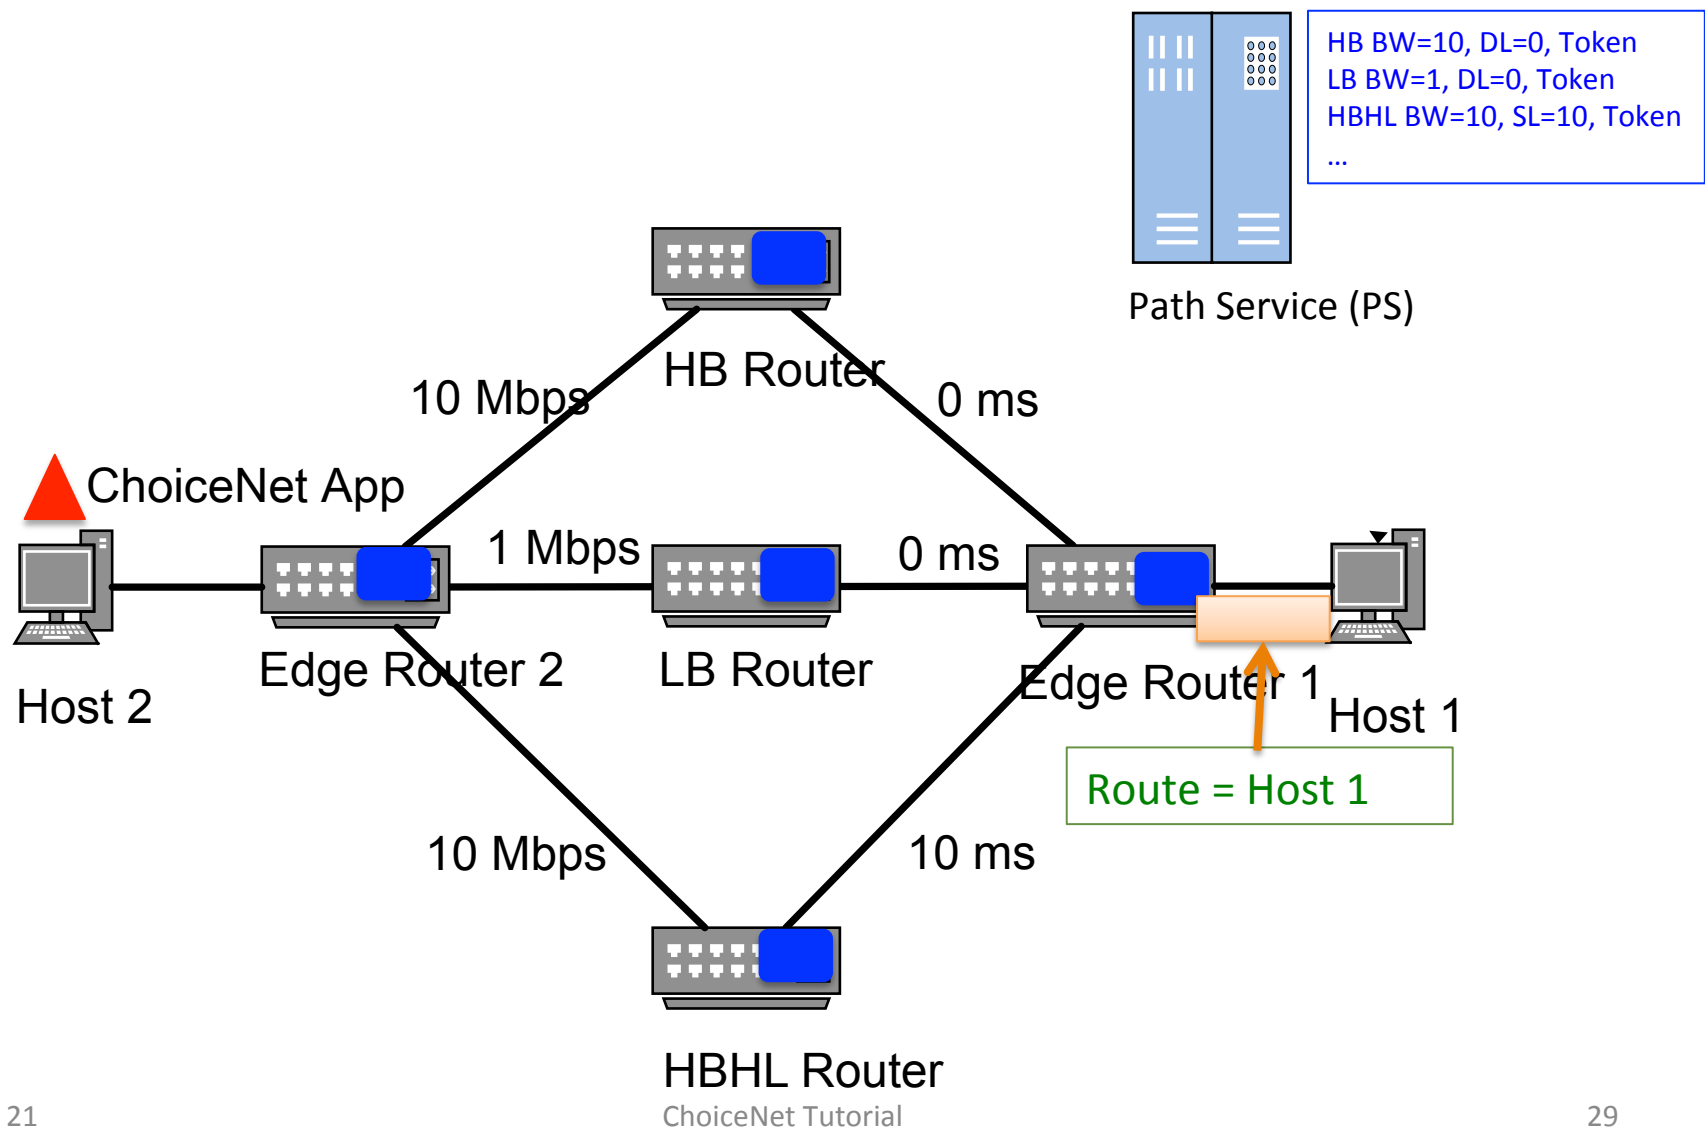 HB BW=10, DL=0, Token
LB BW=1, DL=0, Token
HBHL BW=10, SL=10, Token
…
Path Service (PS)
HB Router
10 Mbps
0 ms
ChoiceNet App
1 Mbps
0 ms
Edge Router 2
LB Router
Edge Router 1
Host 2
Host 1
Route = Host 1
10 Mbps
10 ms
HBHL Router
21
ChoiceNet Tutorial
29